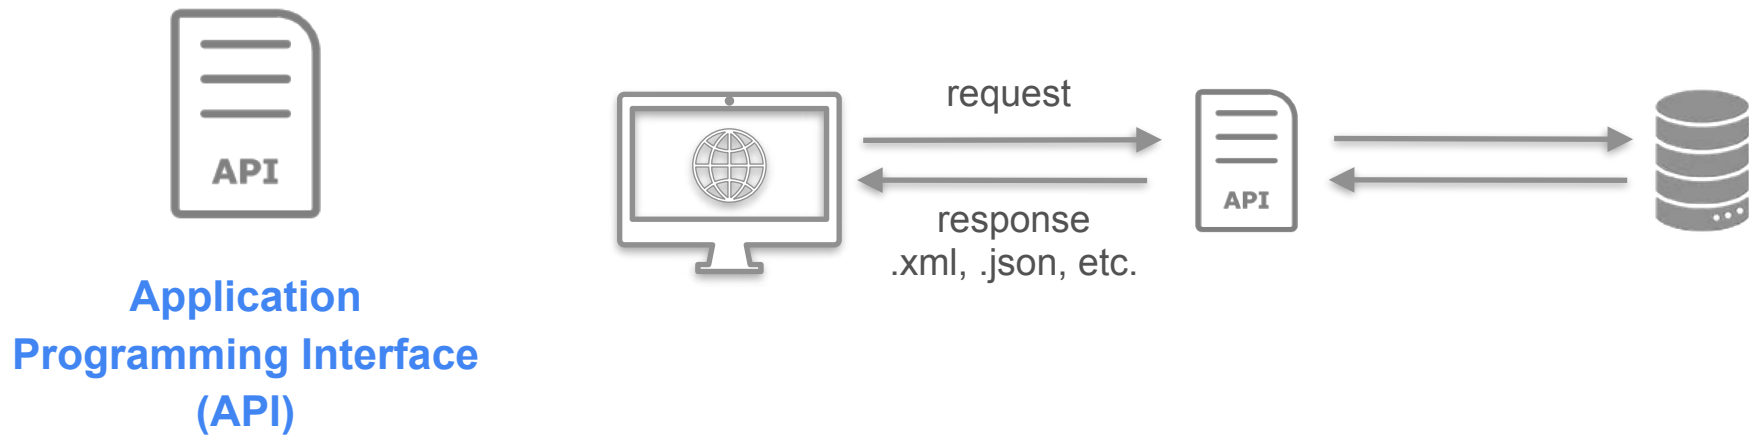 API
Application
Programming Interface
(API)
request
response
.xml, .json, etc.
API